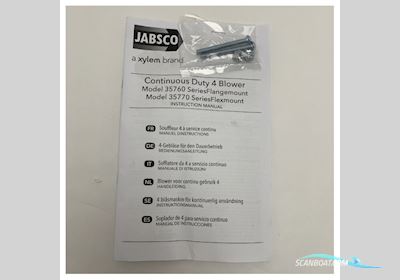 JABSCO
a xylem brand
Continuous Duty 4 Blower
Model 35760 SeriesFlangemount
Model 35770 SeriesFlexmount
INSTRUCTION MANUAL
FR Souffleur 4 à service continu
MANUEL D'INSTRUCTIONS
DE 4-Gebläse für den Dauerbetrieb
BEDIENUNGSANLEITUNG
IT Soffiatore da 4 a servizio continuo
MANUALE DI ISTRUZIONI
NL Blower voor continu gebruik 4
HANDLEIDING
SE 4 blåsmaskin för kontinuerlig användning
INSTRUKTIONSMANUAL
ES Soplador de 4 para servicio continuo
MANUAL DE INSTRUCCIONES
SCANBOAT.COM